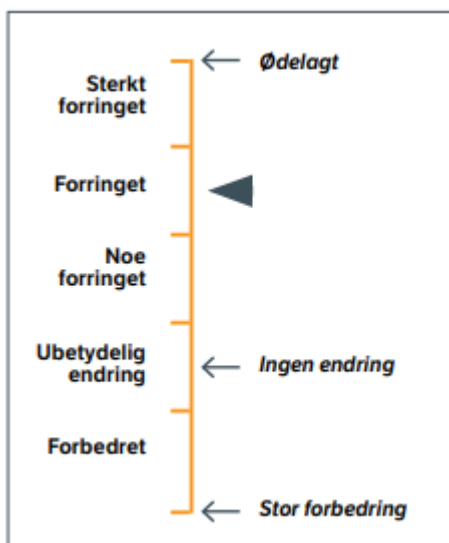 Ødelagt
Sterkt
forringet
Forringet
Noe
forringet
Ubetydelig
endring
Ingen endring
Forbedret
Stor forbedring